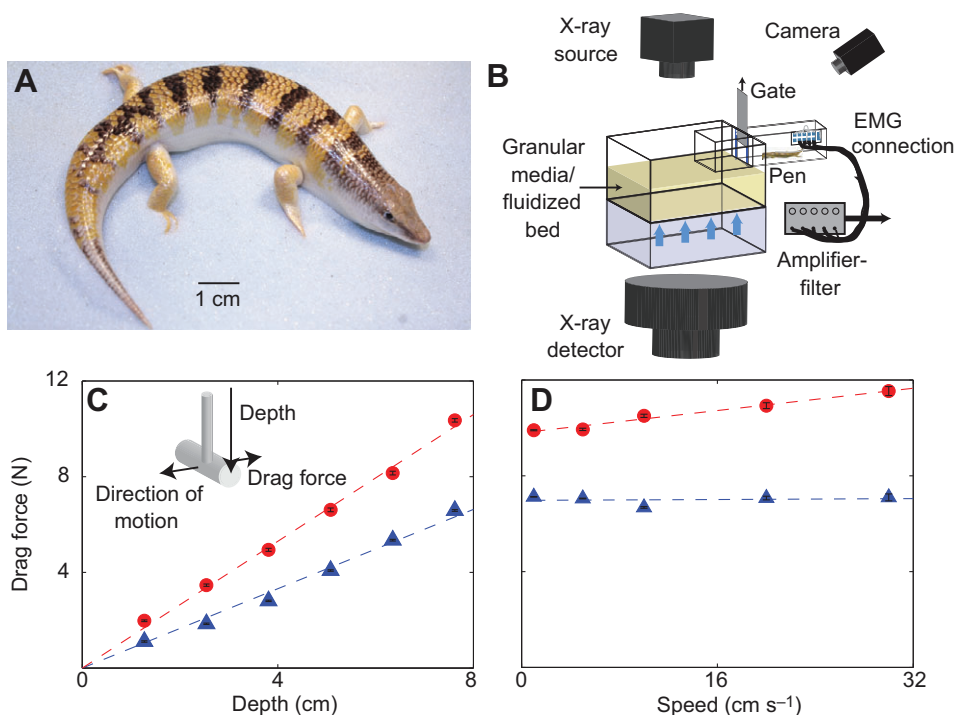 A
1 cm
B
X-ray
source
Camera
Gate
EMG
connection
Granular
media/
fluidized
bed
Pen
Amplifier-
filter
X-ray
detector
C
Drag force (N)
12
8
4
0
4
8
Depth (cm)
Depth
Drag force
Direction of
motion
D
0
16
32
Speed (cm s⁻¹)